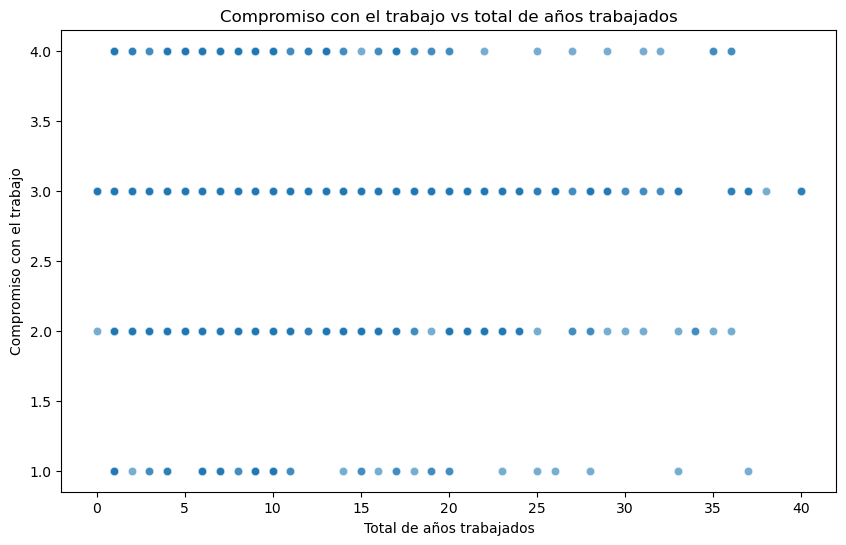 Compromiso con el trabajo vs total de años trabajados
4.0
3.5
3.0
2.5
2.0
1.5
1.0
Compromiso con el trabajo
0 5 10 15 20 25 30 35 40
Total de años trabajados